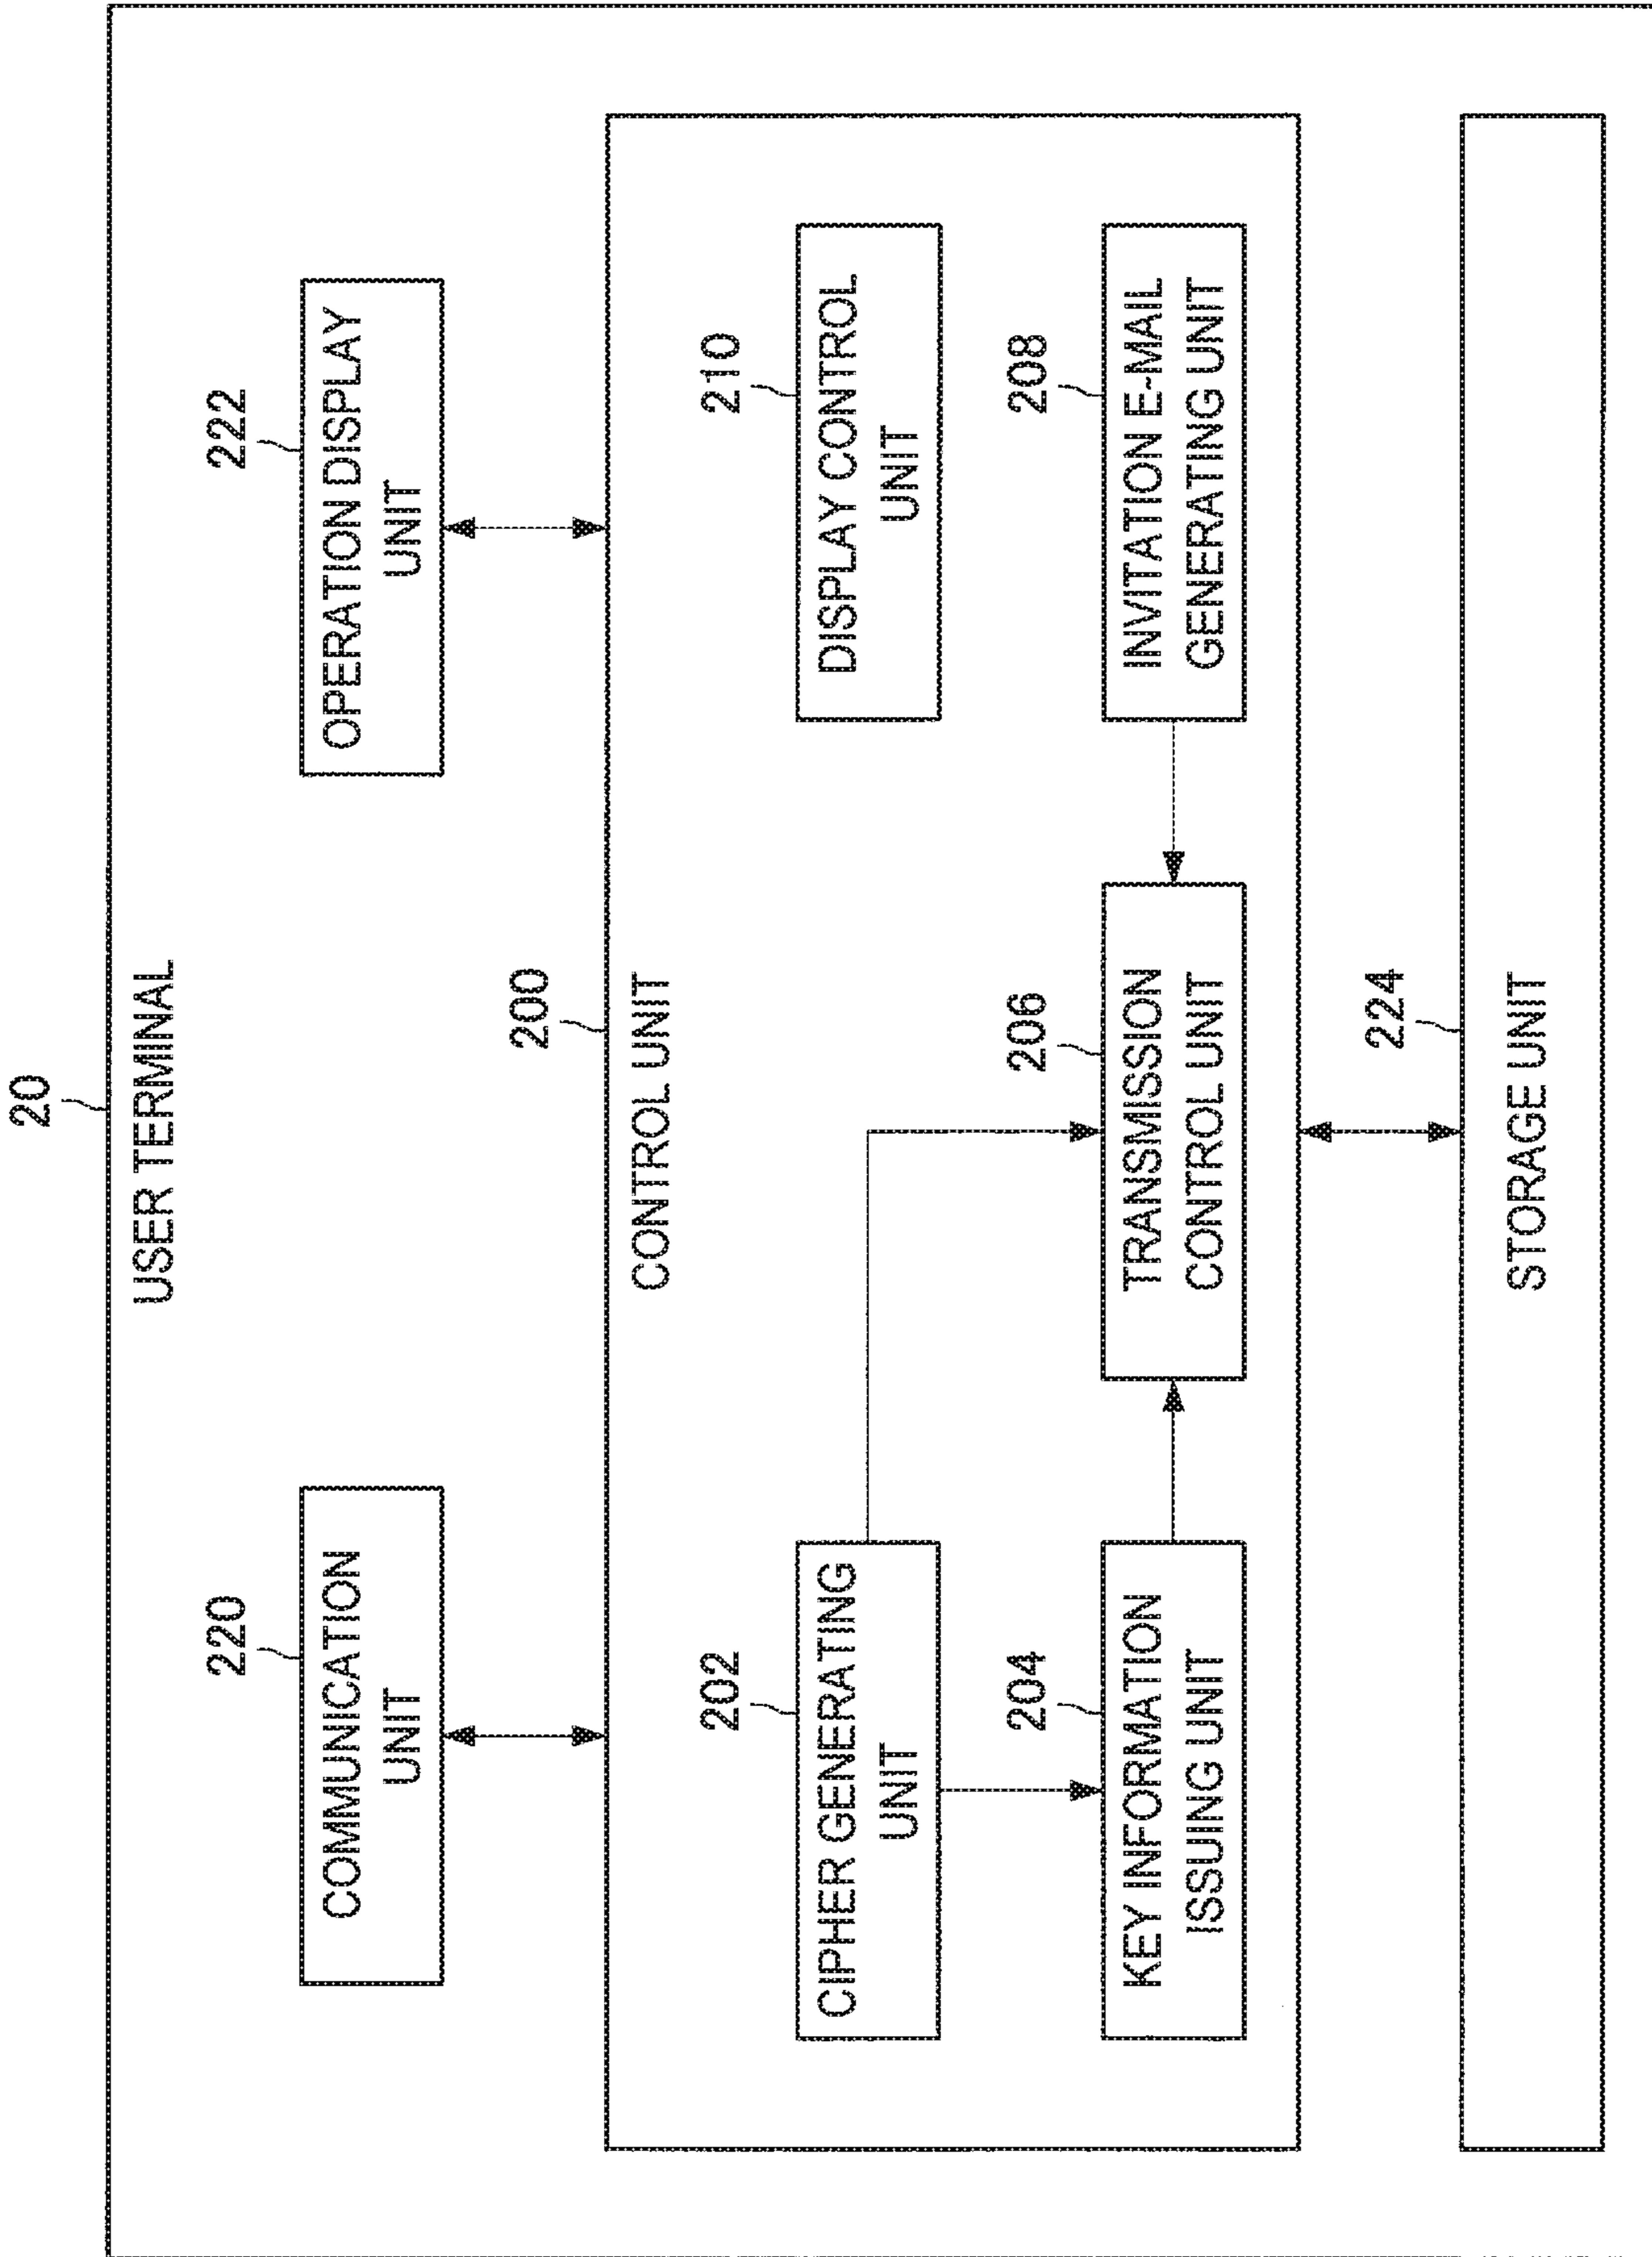 20
USER TERMINAL
220
COMMUNICATION
UNIT
222
OPERATION DISPLAY
UNIT
200
CONTROL UNIT
202
CIPHER GENERATING
UNIT
210
DISPLAY CONTROL
UNIT
204
KEY INFORMATION
ISSUING UNIT
206
TRANSMISSION
CONTROL UNIT
208
INVITATION E-MAIL
GENERATING UNIT
224
STORAGE UNIT